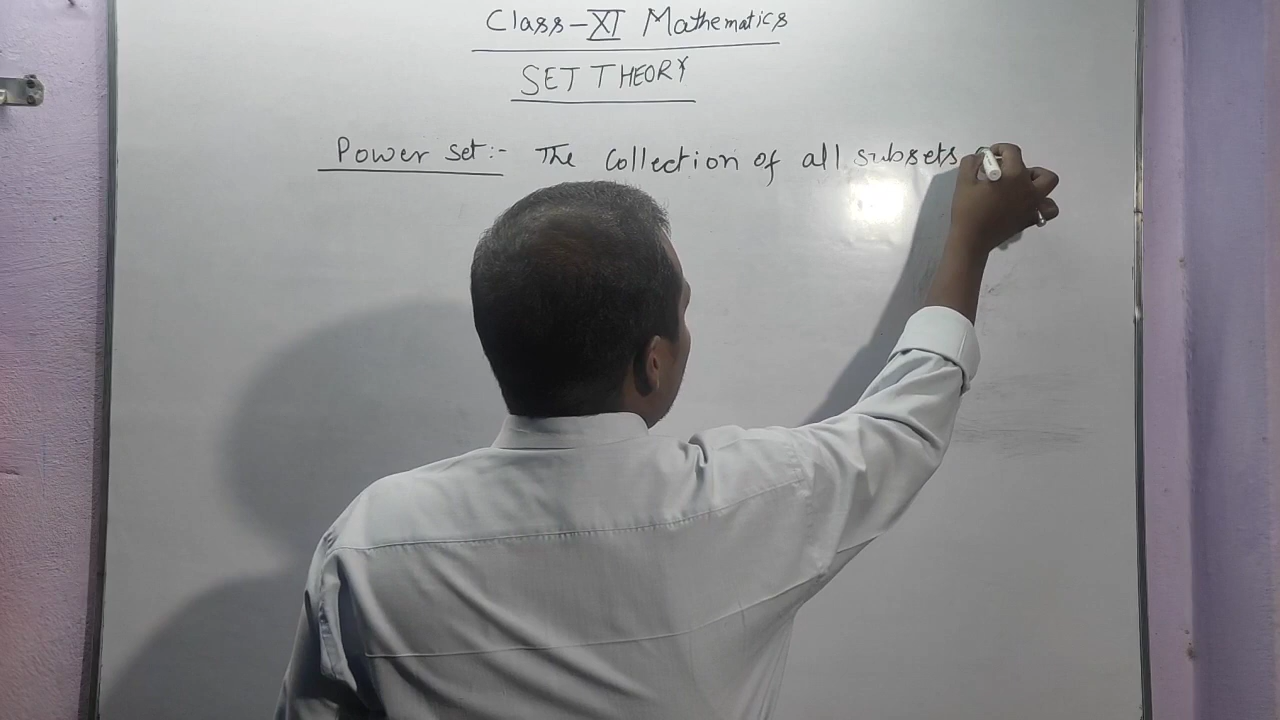 Class-XI Mathematics
SET THEORY
Power set:- The collection of all subsets